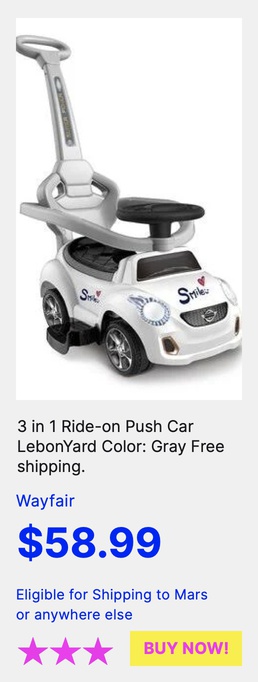 Smile
Smile
3 in 1 Ride-on Push Car
LebonYard Color: Gray Free
shipping.
Wayfair
$58.99
Eligible for Shipping to Mars
or anywhere else
BUY NOW!